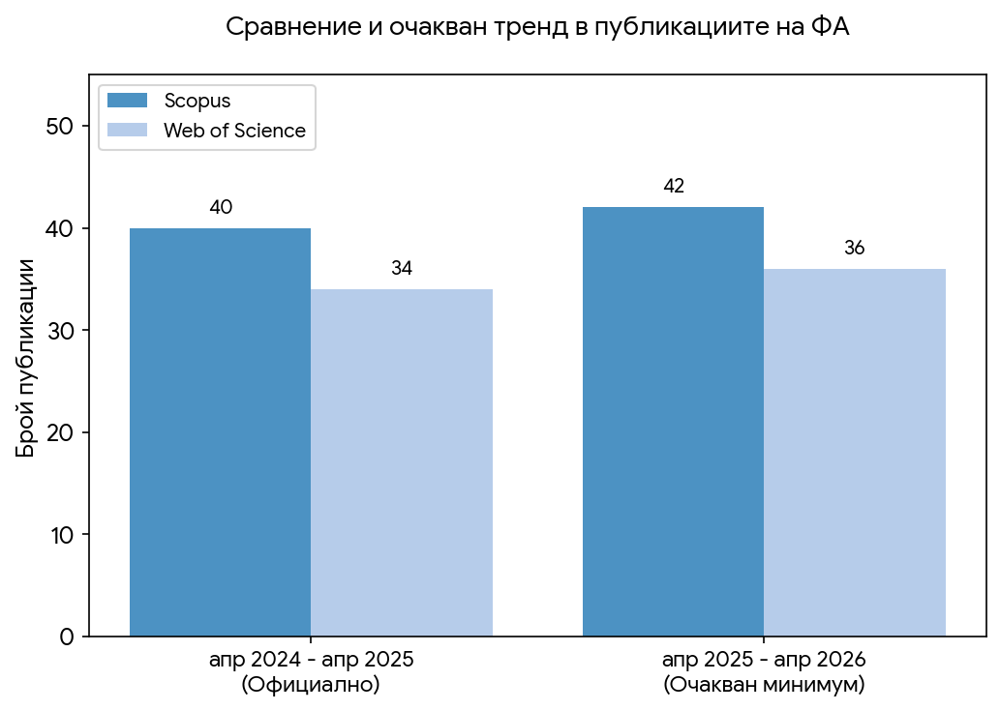 Сравнение и очакван тренд в публикациите на ФА
Scopus
Web of Science
Брой публикации
50
40
30
20
10
0
40
34
42
36
апр 2024 - апр 2025
(Официално)
апр 2025 - апр 2026
(Очакван минимум)